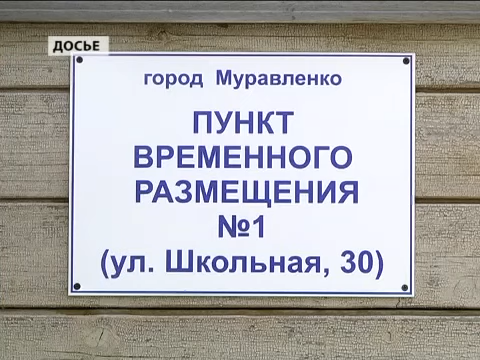 ДОСЬЕ
город Муравленко
ПУНКТ
ВРЕМЕННОГО
РАЗМЕЩЕНИЯ
№1
(ул. Школьная, 30)